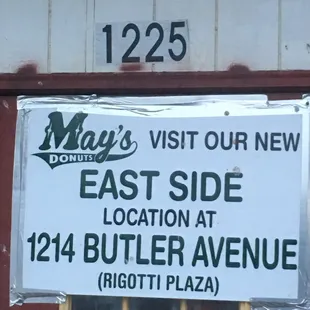 1225
May's
DONUTS
VISIT OUR NEW
EAST SIDE
LOCATION AT
1214 BUTLER AVENUE
(RIGOTTI PLAZA)